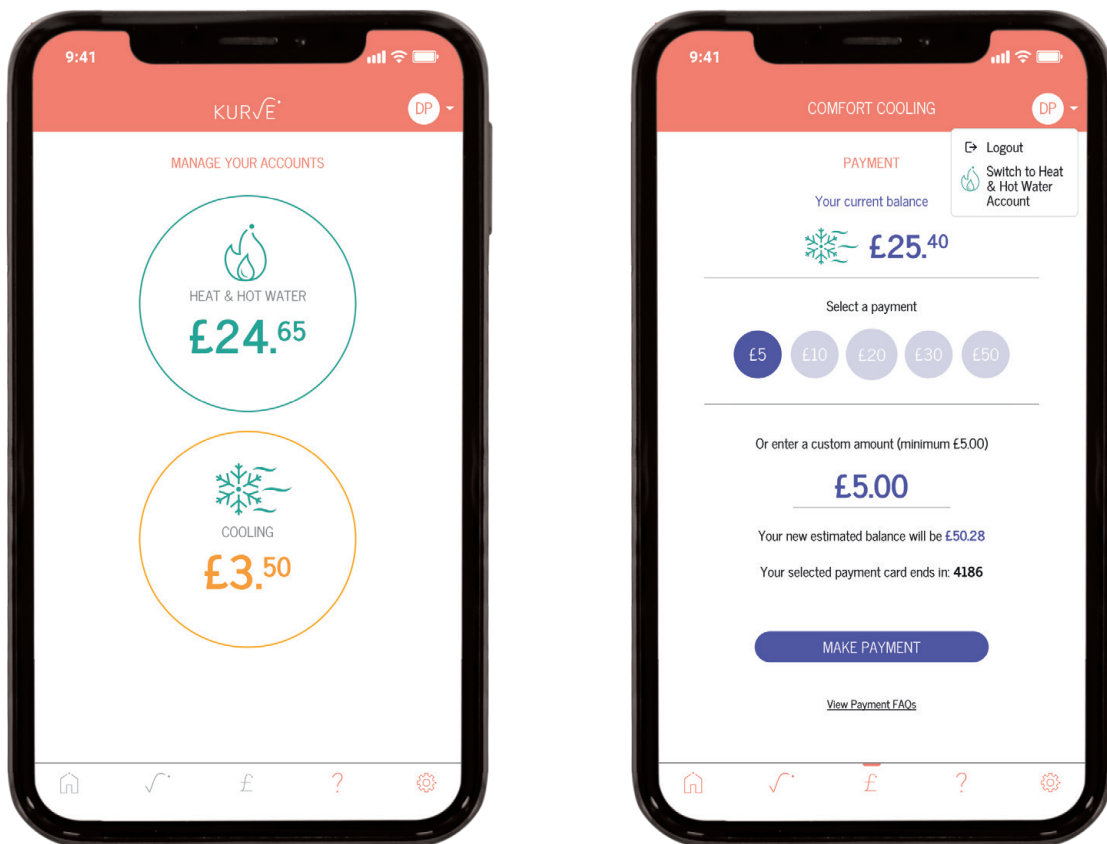 9:41
KURVE
DP
MANAGE YOUR ACCOUNTS
HEAT & HOT WATER
£24.65
COOLING
£3.50
£
?
9:41
COMFORT COOLING
DP
Logout
Switch to Heat
& Hot Water
Account
PAYMENT
Your current balance
£25.40
Select a payment
£5 £10 £20 £30 £50
Or enter a custom amount (minimum £5.00)
£5.00
Your new estimated balance will be £50.28
Your selected payment card ends in: 4186
MAKE PAYMENT
View Payment FAQs
£
?